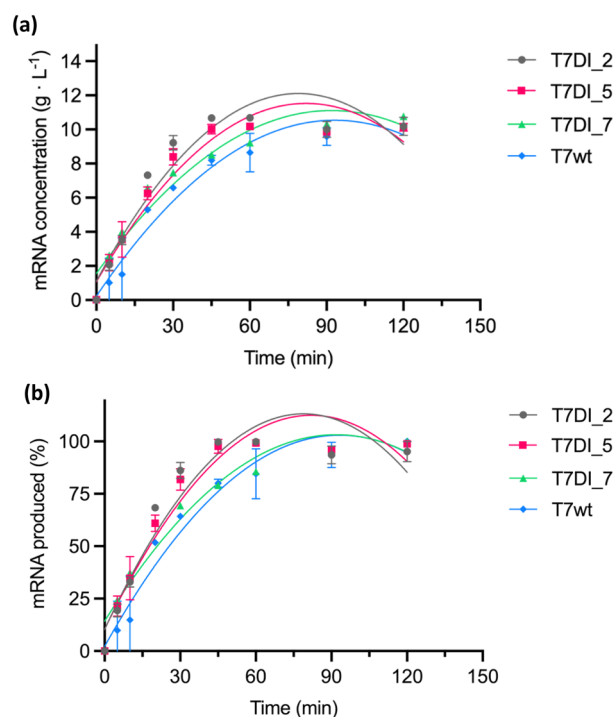 (a)
mRNA concentration (g · L⁻¹)
14
12
10
8
6
4
2
0
0 30 60 90 120 150
Time (min)
T7DI_2
T7DI_5
T7DI_7
T7wt
(b)
mRNA produced (%)
100
75
50
25
0
0 30 60 90 120 150
Time (min)
T7DI_2
T7DI_5
T7DI_7
T7wt